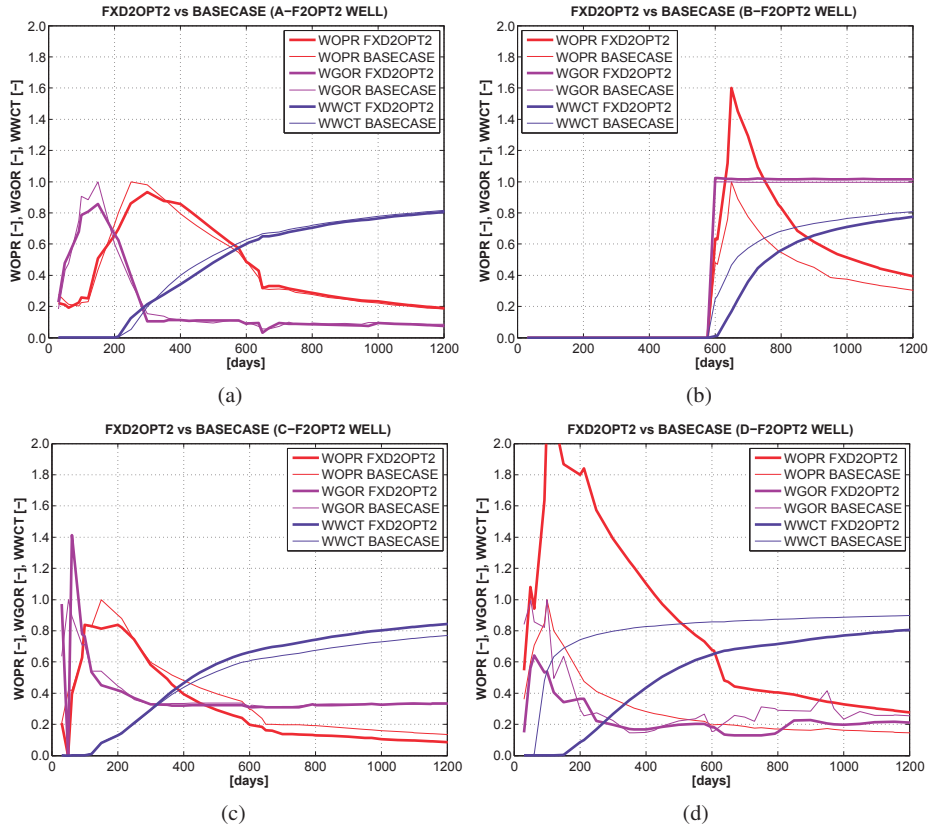 FXD2OPT2 vs BASECASE (A−F2OPT2 WELL)
WOPR [−], WGOR [−], WWCT [−]
2.0
1.8
1.6
1.4
1.2
1.0
0.8
0.6
0.4
0.2
0.0
WOPR FXD2OPT2
WOPR BASECASE
WGOR FXD2OPT2
WGOR BASECASE
WWCT FXD2OPT2
WWCT BASECASE
0 200 400 600 800 1000 1200
[days]
(a)
FXD2OPT2 vs BASECASE (B−F2OPT2 WELL)
WOPR [−], WGOR [−], WWCT [−]
2.0
1.8
1.6
1.4
1.2
1.0
0.8
0.6
0.4
0.2
0.0
WOPR FXD2OPT2
WOPR BASECASE
WGOR FXD2OPT2
WGOR BASECASE
WWCT FXD2OPT2
WWCT BASECASE
0 200 400 600 800 1000 1200
[days]
(b)
FXD2OPT2 vs BASECASE (C−F2OPT2 WELL)
WOPR [−], WGOR [−], WWCT [−]
2.0
1.8
1.6
1.4
1.2
1.0
0.8
0.6
0.4
0.2
0.0
WOPR FXD2OPT2
WOPR BASECASE
WGOR FXD2OPT2
WGOR BASECASE
WWCT FXD2OPT2
WWCT BASECASE
0 200 400 600 800 1000 1200
[days]
(c)
FXD2OPT2 vs BASECASE (D−F2OPT2 WELL)
WOPR [−], WGOR [−], WWCT [−]
2.0
1.8
1.6
1.4
1.2
1.0
0.8
0.6
0.4
0.2
0.0
WOPR FXD2OPT2
WOPR BASECASE
WGOR FXD2OPT2
WGOR BASECASE
WWCT FXD2OPT2
WWCT BASECASE
0 200 400 600 800 1000 1200
[days]
(d)